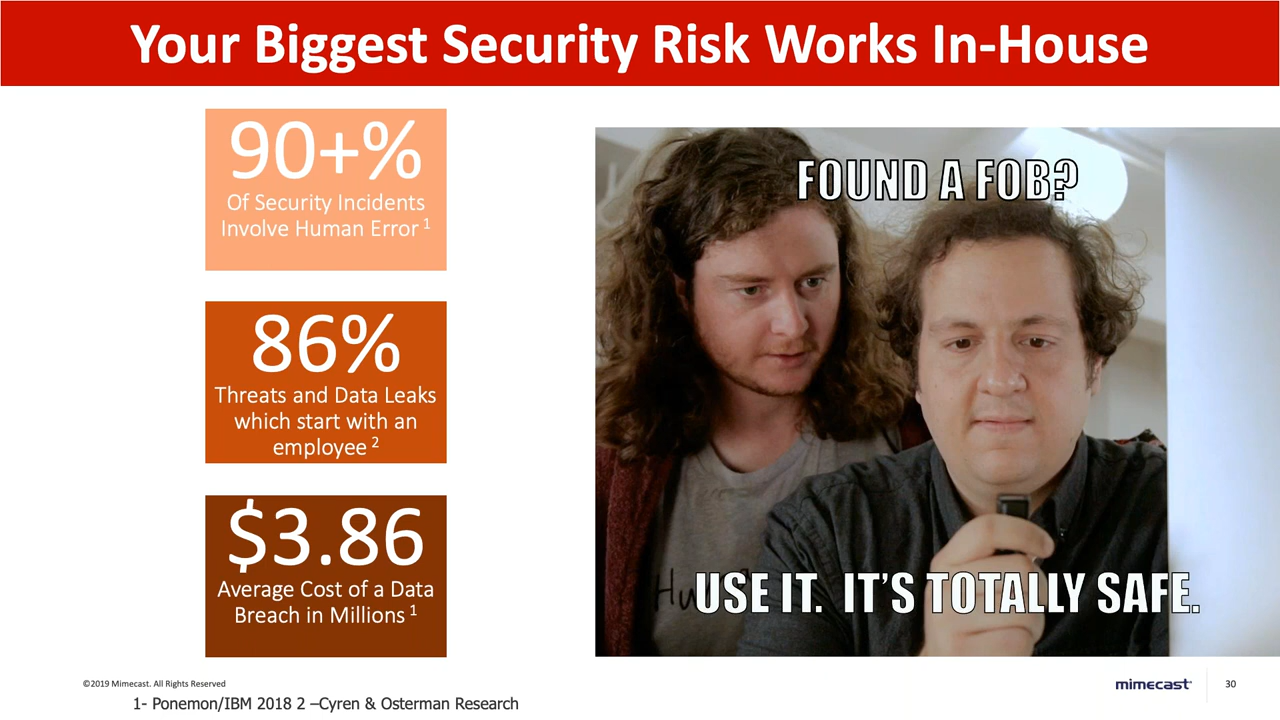 Your Biggest Security Risk Works In-House
90+%
Of Security Incidents
Involve Human Error 1
86%
Threats and Data Leaks
which start with an
employee 2
$3.86
Average Cost of a Data
Breach in Millions 1
FOUND A FOB?
Hu
USE IT. IT'S TOTALLY SAFE.
©2019 Mimecast. All Rights Reserved
mimecast
30
1- Ponemon/IBM 2018 2 –Cyren & Osterman Research